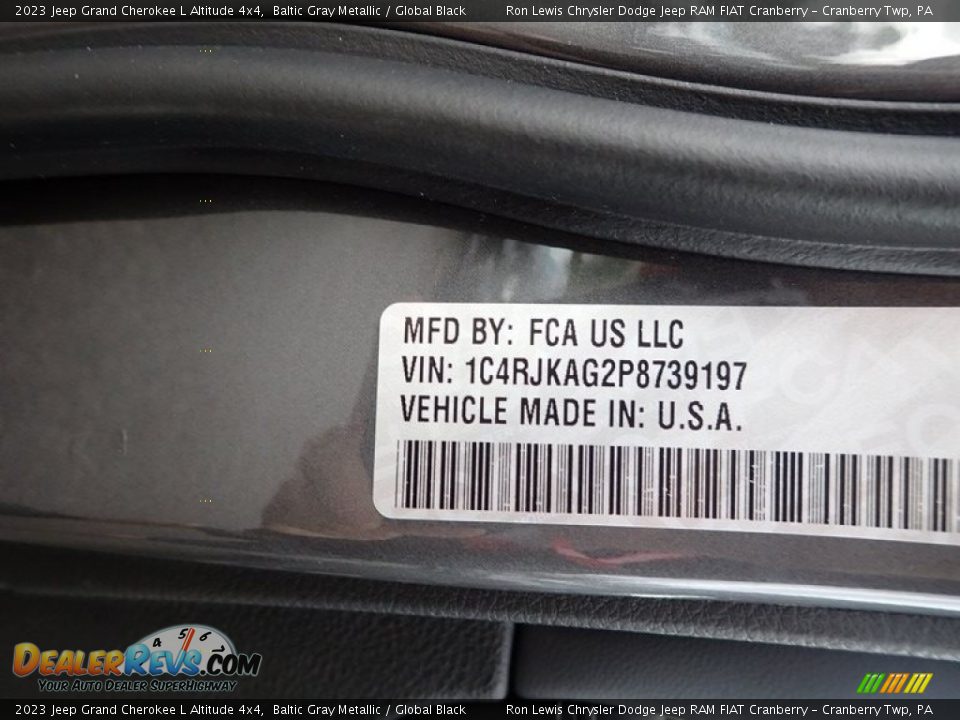 2023 Jeep Grand Cherokee L Altitude 4x4, Baltic Gray Metallic / Global Black Ron Lewis Chrysler Dodge Jeep RAM FIAT Cranberry – Cranberry Twp, PA
MFD BY: FCA US LLC
VIN: 1C4RJKAG2P8739197
VEHICLE MADE IN: U.S.A.
4 5 6
DEALERREVS.COM
YOUR AUTO DEALER SUPERHIGHWAY
2023 Jeep Grand Cherokee L Altitude 4x4, Baltic Gray Metallic / Global Black Ron Lewis Chrysler Dodge Jeep RAM FIAT Cranberry – Cranberry Twp, PA